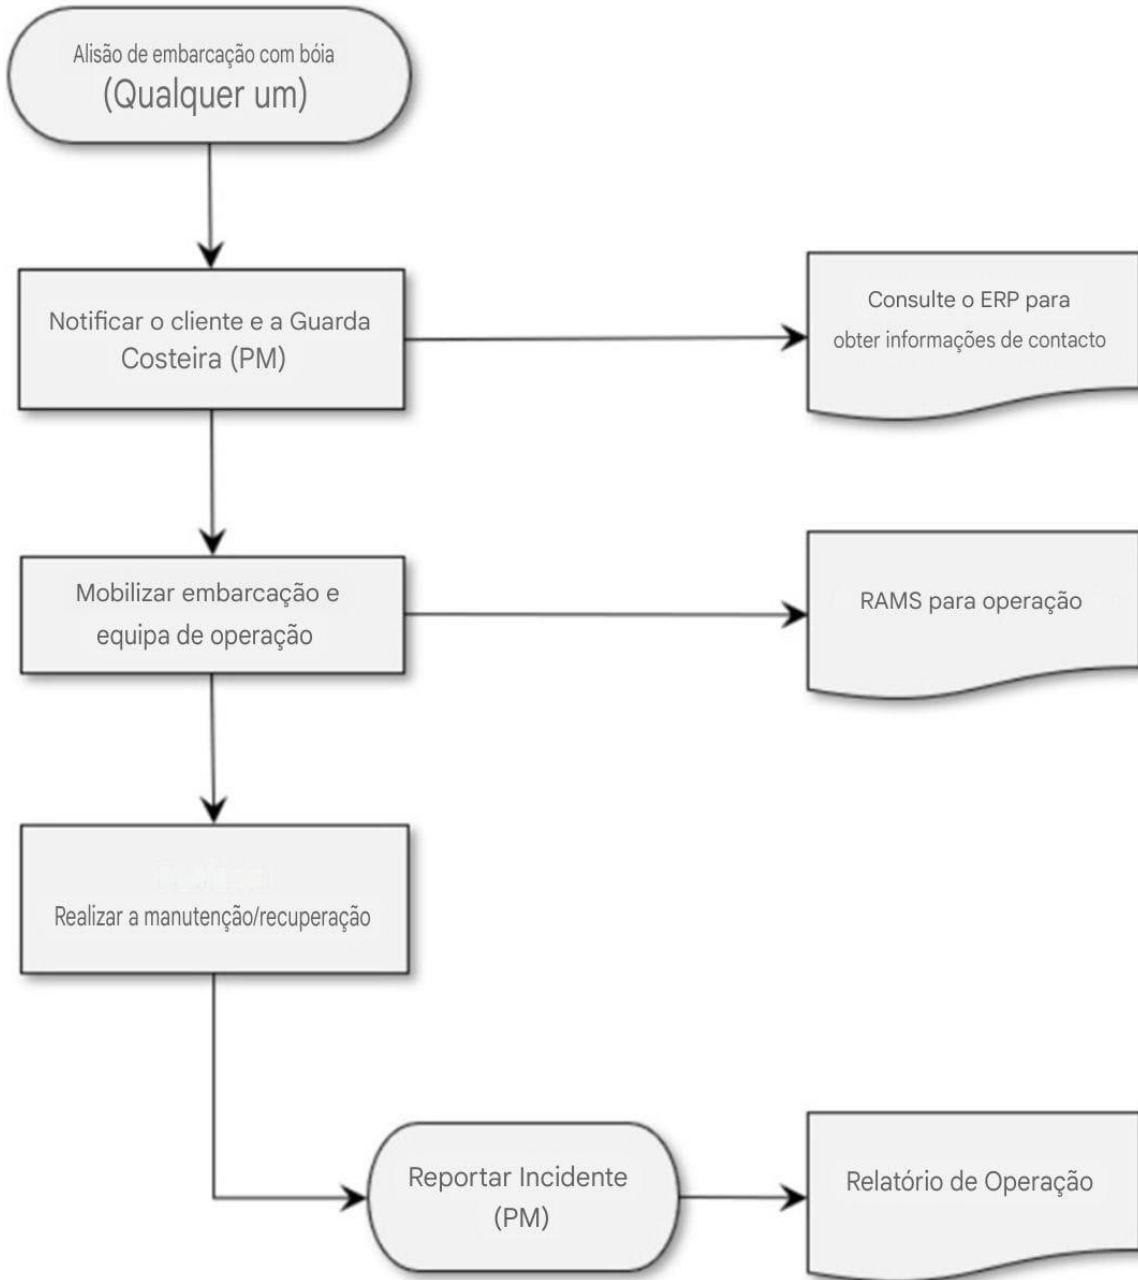 Alisão de embarcação com bóia
(Qualquer um)
Notificar o cliente e a Guarda
Costeira (PM)
Consulte o ERP para
obter informações de contacto
Mobilizar embarcação e
equipa de operação
RAMS para operação
Realizar a manutenção/recuperação
Reportar Incidente
(PM)
Relatório de Operação